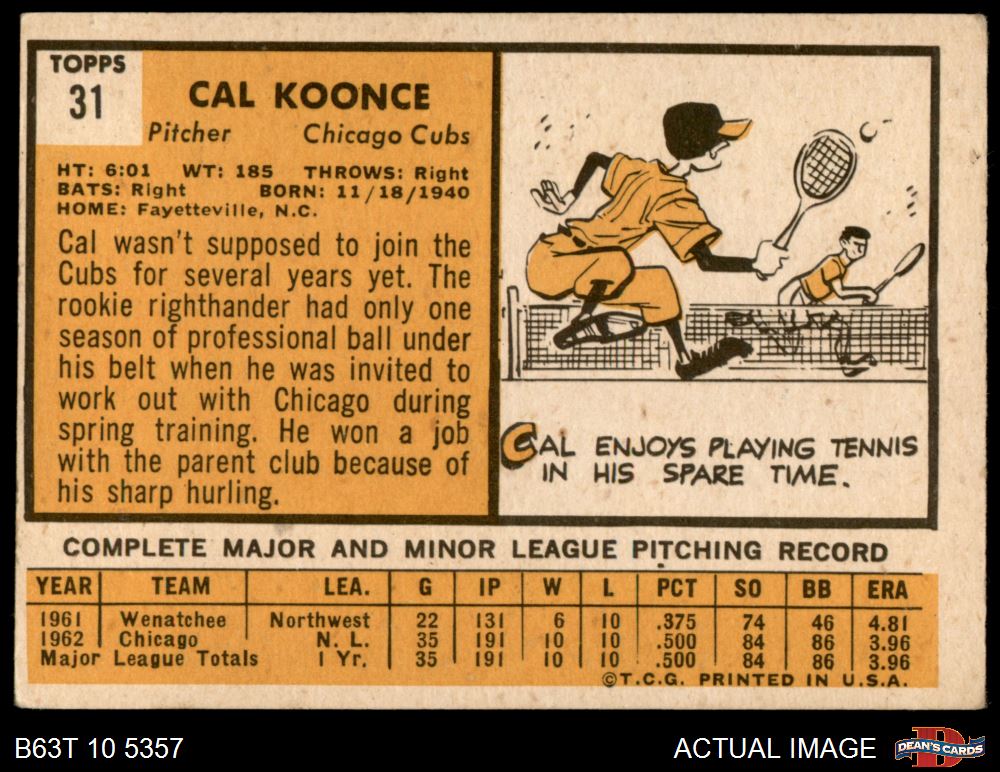 TOPPS
31
CAL KOONCE
Pitcher Chicago Cubs
HT: 6:01 WT: 185 THROWS: Right
BATS: Right BORN: 11/18/1940
HOME: Fayetteville, N.C.
Cal wasn't supposed to join the
Cubs for several years yet. The
rookie righthander had only one
season of professional ball under
his belt when he was invited to
work out with Chicago during
spring training. He won a job
with the parent club because of
his sharp hurling.
CAL ENJOYS PLAYING TENNIS
IN HIS SPARE TIME.
COMPLETE MAJOR AND MINOR LEAGUE PITCHING RECORD
YEAR TEAM LEA. G IP W L PCT SO BB ERA
1961 Wenatchee Northwest 22 131 6 10 .375 74 46 4.81
1962 Chicago N. L. 35 191 10 10 .500 84 86 3.96
Major League Totals 1 Yr. 35 191 10 10 .500 84 86 3.96
©T.C.G. PRINTED IN U.S.A.
B63T 10 5357 ACTUAL IMAGE
DEAN'S CARDS